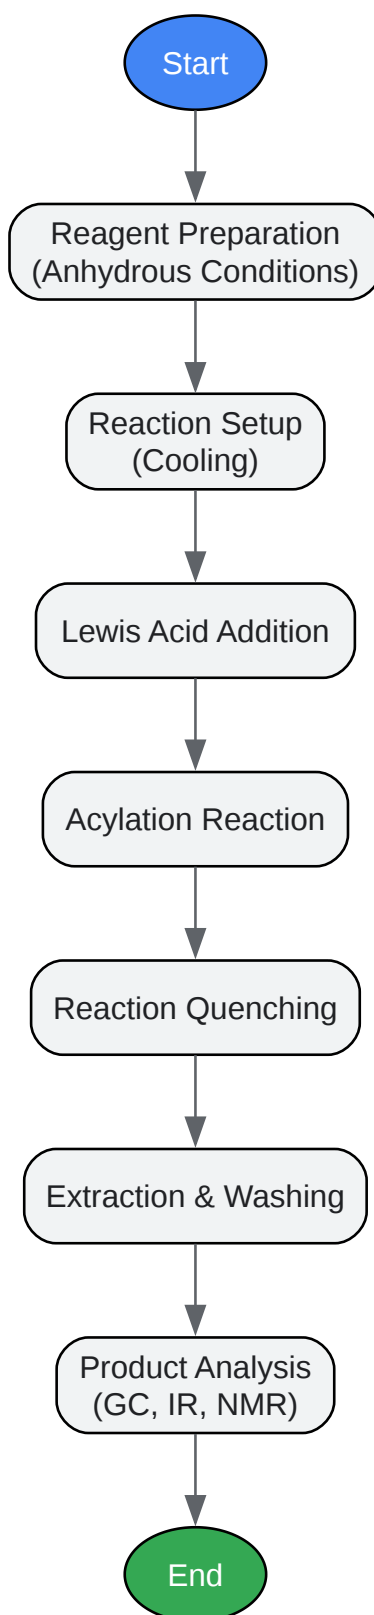 Start
Reagent Preparation
(Anhydrous Conditions)
Reaction Setup
(Cooling)
Lewis Acid Addition
Acylation Reaction
Reaction Quenching
Extraction & Washing
Product Analysis
(GC, IR, NMR)
End